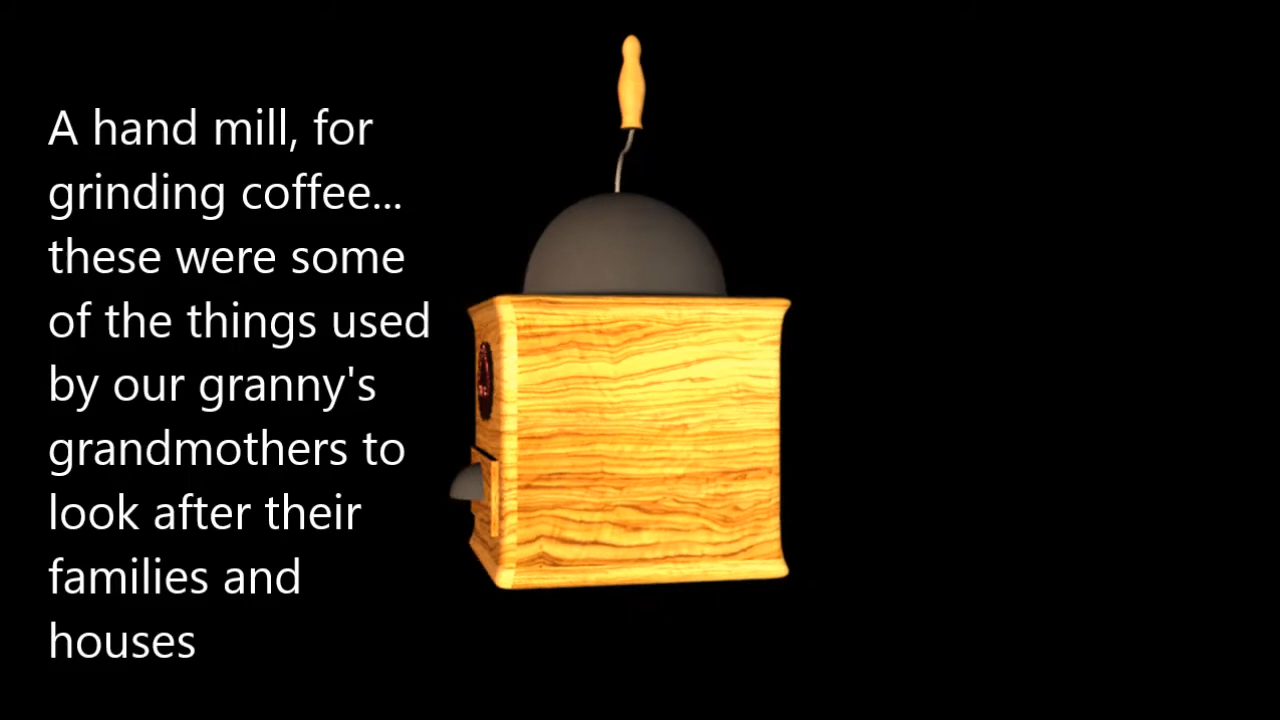 A hand mill, for
grinding coffee...
these were some
of the things used
by our granny's
grandmothers to
look after their
families and
houses